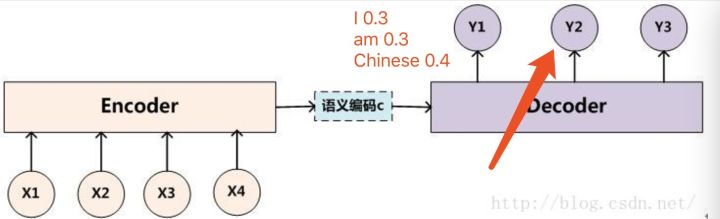 I 0.3
am 0.3
Chinese 0.4
Y1 Y2 Y3
Encoder
语义编码c
Decoder
X1 X2 X3 X4
http://blog.csdn.net/